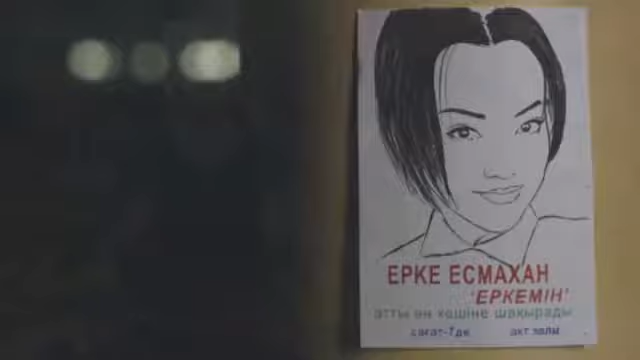 ЕРКЕ ЕСМАХАН
'ЕРКЕМІН'
атты ән кешіне шақырады
сағат-7де акт залы